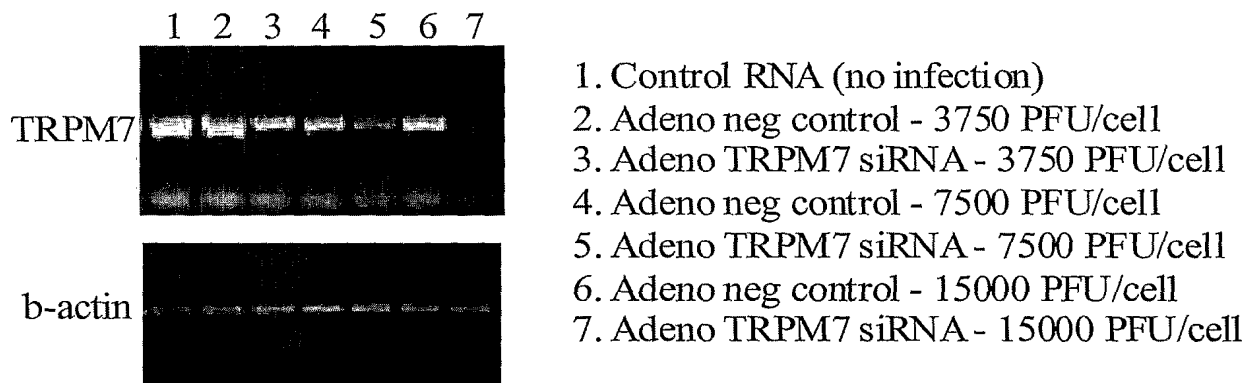 1 2 3 4 5 6 7
TRPM7
b-actin
1. Control RNA (no infection)
2. Adeno neg control - 3750 PFU/cell
3. Adeno TRPM7 siRNA - 3750 PFU/cell
4. Adeno neg control - 7500 PFU/cell
5. Adeno TRPM7 siRNA - 7500 PFU/cell
6. Adeno neg control - 15000 PFU/cell
7. Adeno TRPM7 siRNA - 15000 PFU/cell